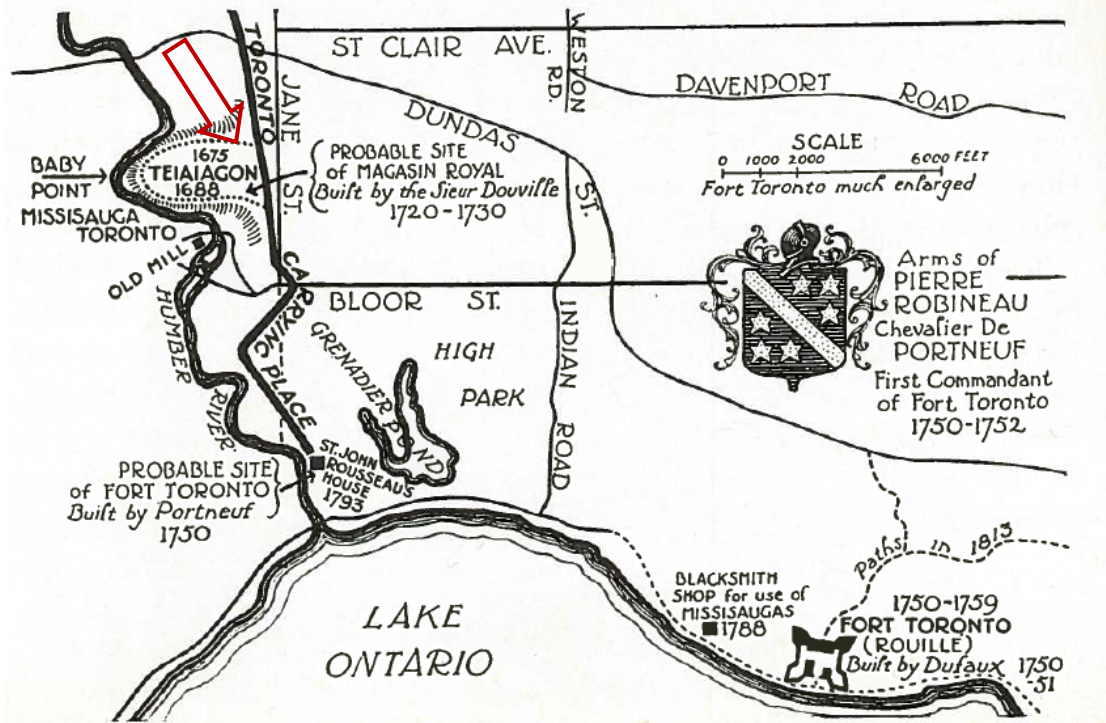 TORONTO
ST CLAIR AVE.
WESTON
RD.
JANE
ST.
DAVENPORT ROAD
DUNDAS
ST.
SCALE
0 1000 2000 6000 FEET
Fort Toronto much enlarged
1675
TEIAIAGON
1688
BABY
POINT
PROBABLE SITE
of MAGASIN ROYAL
Built by the Sieur Douville
1720-1730
MISSISAUGA
TORONTO
OLD MILL
HUMBER
RIVER
CARRYING PLACE
BLOOR ST.
GRENADIER POND
HIGH
PARK
INDIAN ROAD
Arms of
PIERRE
ROBINEAU
Chevalier De
PORTNEUF
First Commandant
of Fort Toronto
1750-1752
ST. JOHN
ROUSSEAU'S
HOUSE
1793
PROBABLE SITE
of FORT TORONTO
Built by Portneuf
1750
Paths in 1813
BLACKSMITH
SHOP for use of
MISSISAUGAS
1788
1750-1759
FORT TORONTO
(ROUILLE)
Built by Dufaux 1750
51
LAKE
ONTARIO